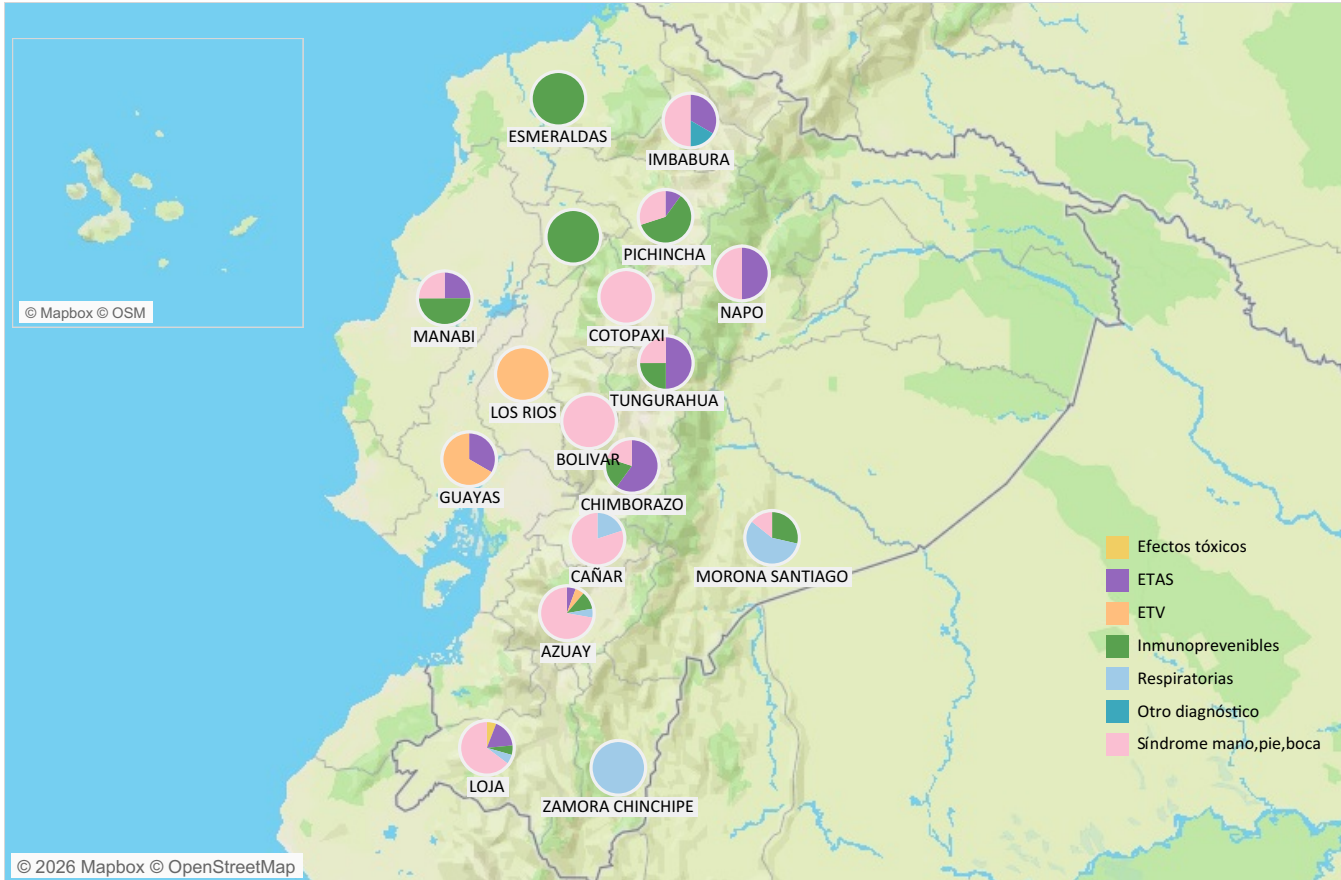 ESMERALDAS
IMBABURA
PICHINCHA
NAPO
© Mapbox © OSM
MANABI
COTOPAXI
LOS RIOS
TUNGURAHUA
BOLIVAR
GUAYAS
CHIMBORAZO
CAÑAR
MORONA SANTIAGO
AZUAY
LOJA
ZAMORA CHINCHIPE
Efectos tóxicos
ETAS
ETV
Inmunoprevenibles
Respiratorias
Otro diagnóstico
Síndrome mano,pie,boca
© 2026 Mapbox © OpenStreetMap